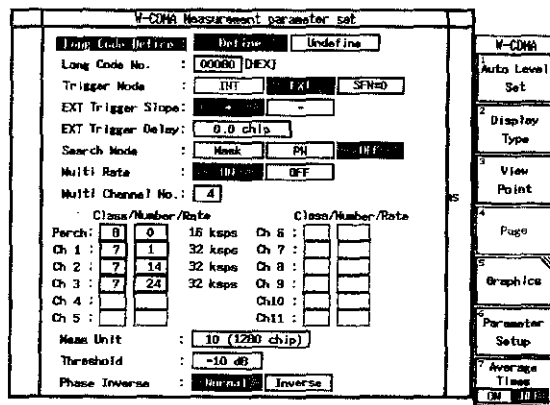 W-CDMA Measurement parameter set
Long Code Define : Define Undefine
Long Code No. : 00080 [HEX]
Trigger Mode : INT EXT SFN=0
EXT Trigger Slope: + -
EXT Trigger Delay: 0.0 chip
Search Mode : Mask PN OFF
Multi Rate : ON OFF
Multi Channel No.: 4
Class/Number/Rate Class/Number/Rate
Perch: 8 0 16 ksps Ch 6 :
Ch 1 : 7 1 32 ksps Ch 7 :
Ch 2 : 7 14 32 ksps Ch 8 :
Ch 3 : 7 24 32 ksps Ch 9 :
Ch 4 : Ch10 :
Ch 5 : Ch11 :
Meas Unit : 10 (1280 chip)
Threshold : -10 dB
Phase Inverse : Normal Inverse
ms
W-CDMA
1 Auto Level
Set
2 Display
Type
3 View
Point
4 Page
5 Graphics
6 Parameter
Setup
7 Average
Times
ON OFF